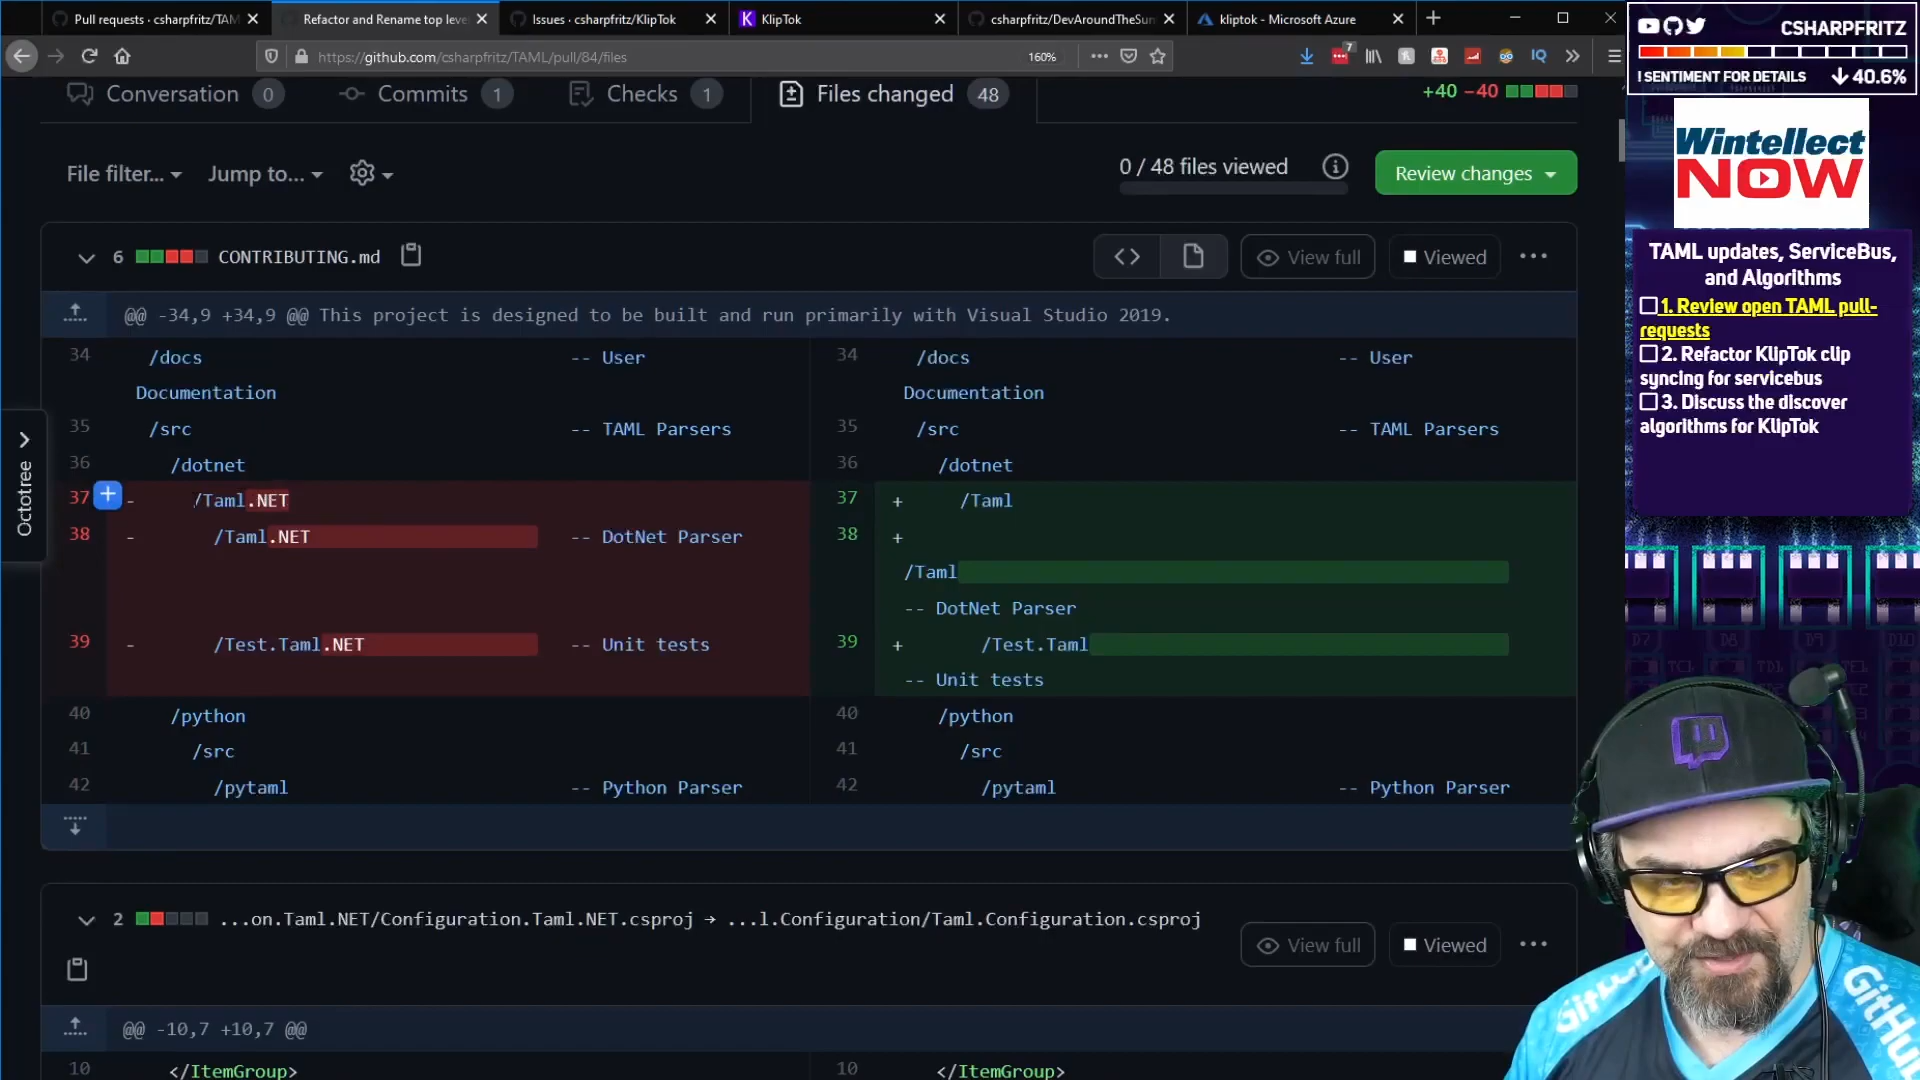 Pull requests · csharpfritz/TAM
Refactor and Rename top leve
Issues · csharpfritz/KlipTok
KlipTok
csharpfritz/DevAroundTheSun
kliptok - Microsoft Azure
https://github.com/csharpfritz/TAML/pull/84/files
160%
7
CSHARPFRITZ
! SENTIMENT FOR DETAILS
40.6%
Conversation 0
Commits 1
Checks 1
Files changed 48
+40 −40
File filter...
Jump to...
0 / 48 files viewed
Review changes
Wintellect
NOW
TAML updates, ServiceBus,
and Algorithms
1. Review open TAML pull-
requests
2. Refactor KlipTok clip
syncing for servicebus
3. Discuss the discover
algorithms for KlipTok
Octotree
6 CONTRIBUTING.md
View full
Viewed
@@ -34,9 +34,9 @@ This project is designed to be built and run primarily with Visual Studio 2019.
34 /docs -- User
Documentation
35 /src -- TAML Parsers
36 /dotnet
37 - /Taml.NET
38 - /Taml.NET -- DotNet Parser
39 - /Test.Taml.NET -- Unit tests
40 /python
41 /src
42 /pytaml -- Python Parser
34 /docs -- User
Documentation
35 /src -- TAML Parsers
36 /dotnet
37 + /Taml
38 +
/Taml
-- DotNet Parser
39 + /Test.Taml
-- Unit tests
40 /python
41 /src
42 /pytaml -- Python Parser
2 ...on.Taml.NET/Configuration.Taml.NET.csproj → ...l.Configuration/Taml.Configuration.csproj
View full
Viewed
@@ -10,7 +10,7 @@
10 </ItemGroup>
10 </ItemGroup>
GitHub
GitHub